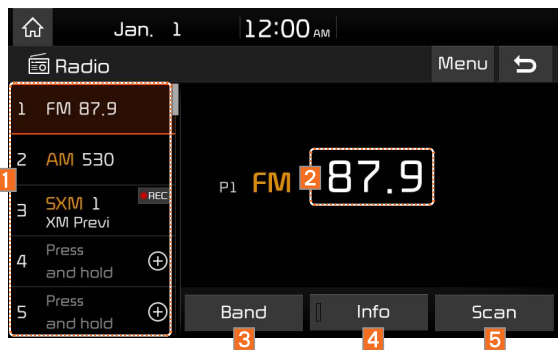 Jan. 1 12:00 AM
Radio Menu
1 FM 87.9
2 AM 530
3 SXM 1 REC
XM Previ
4 Press
and hold
5 Press
and hold
1
P1 FM 2 87.9
Band Info Scan
3 4 5